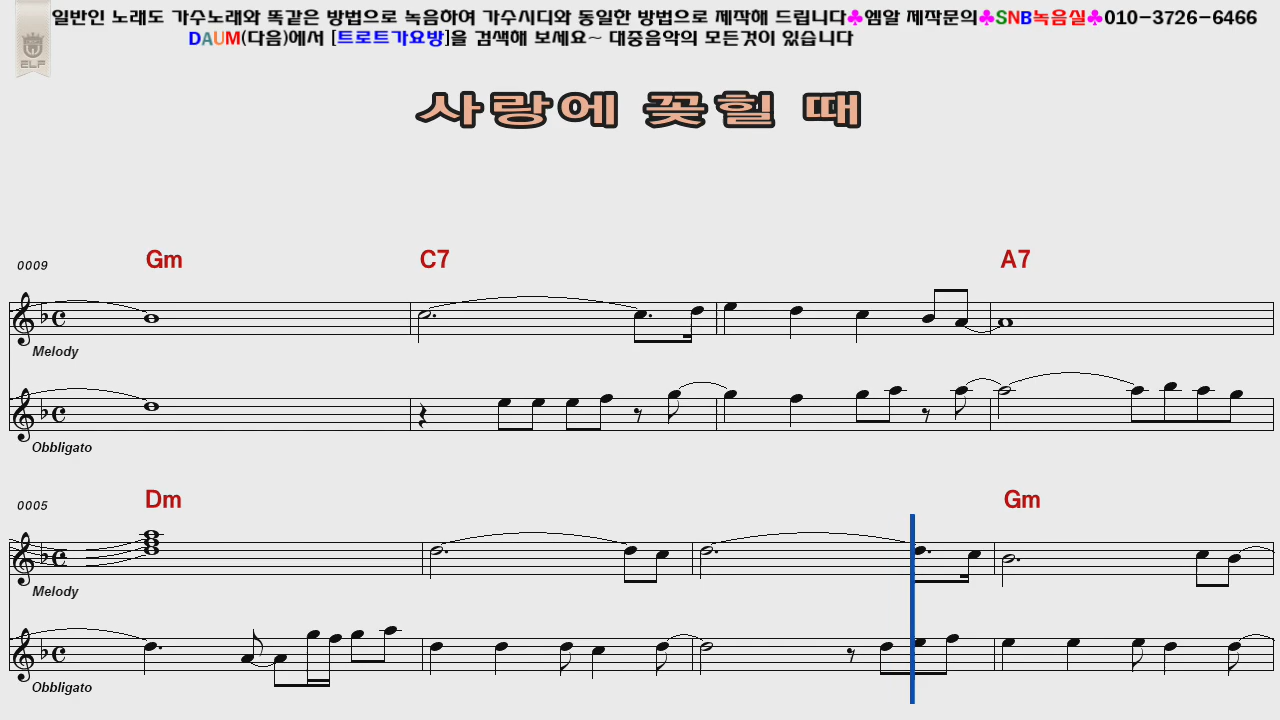 일반인 노래도 가수노래와 똑같은 방법으로 녹음하여 가수시디와 동일한 방법으로 제작해 드립니다♣엠알 제작문의♣SNB녹음실♣010-3726-6466
DAUM(다음)에서 [트로트가요방]을 검색해 보세요~ 대중음악의 모든것이 있습니다
ELF
사랑에 꽂힐 때
0009 Gm C7 A7
Melody
Obbligato
0005 Dm Gm
Melody
Obbligato